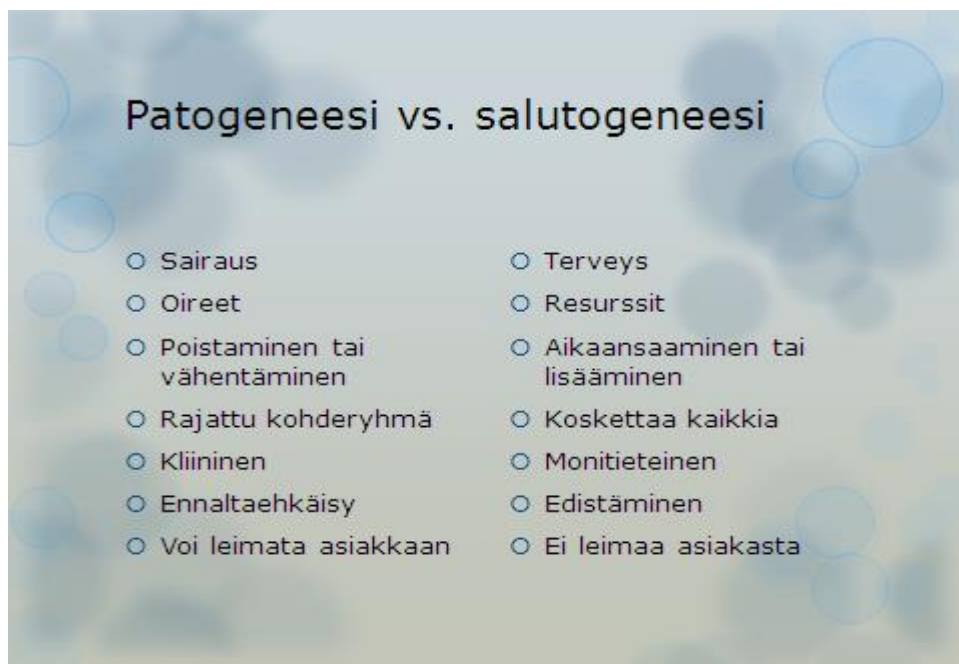 Patogeneesi vs. salutogeneesi
Sairaus
Oireet
Poistaminen tai
vähentäminen
Rajattu kohderyhmä
Kliininen
Ennaltaehkäisy
Voi leimata asiakkaan
Terveys
Resurssit
Aikaansaaminen tai
lisääminen
Koskettaa kaikkia
Monitieteinen
Edistäminen
Ei leimaa asiakasta